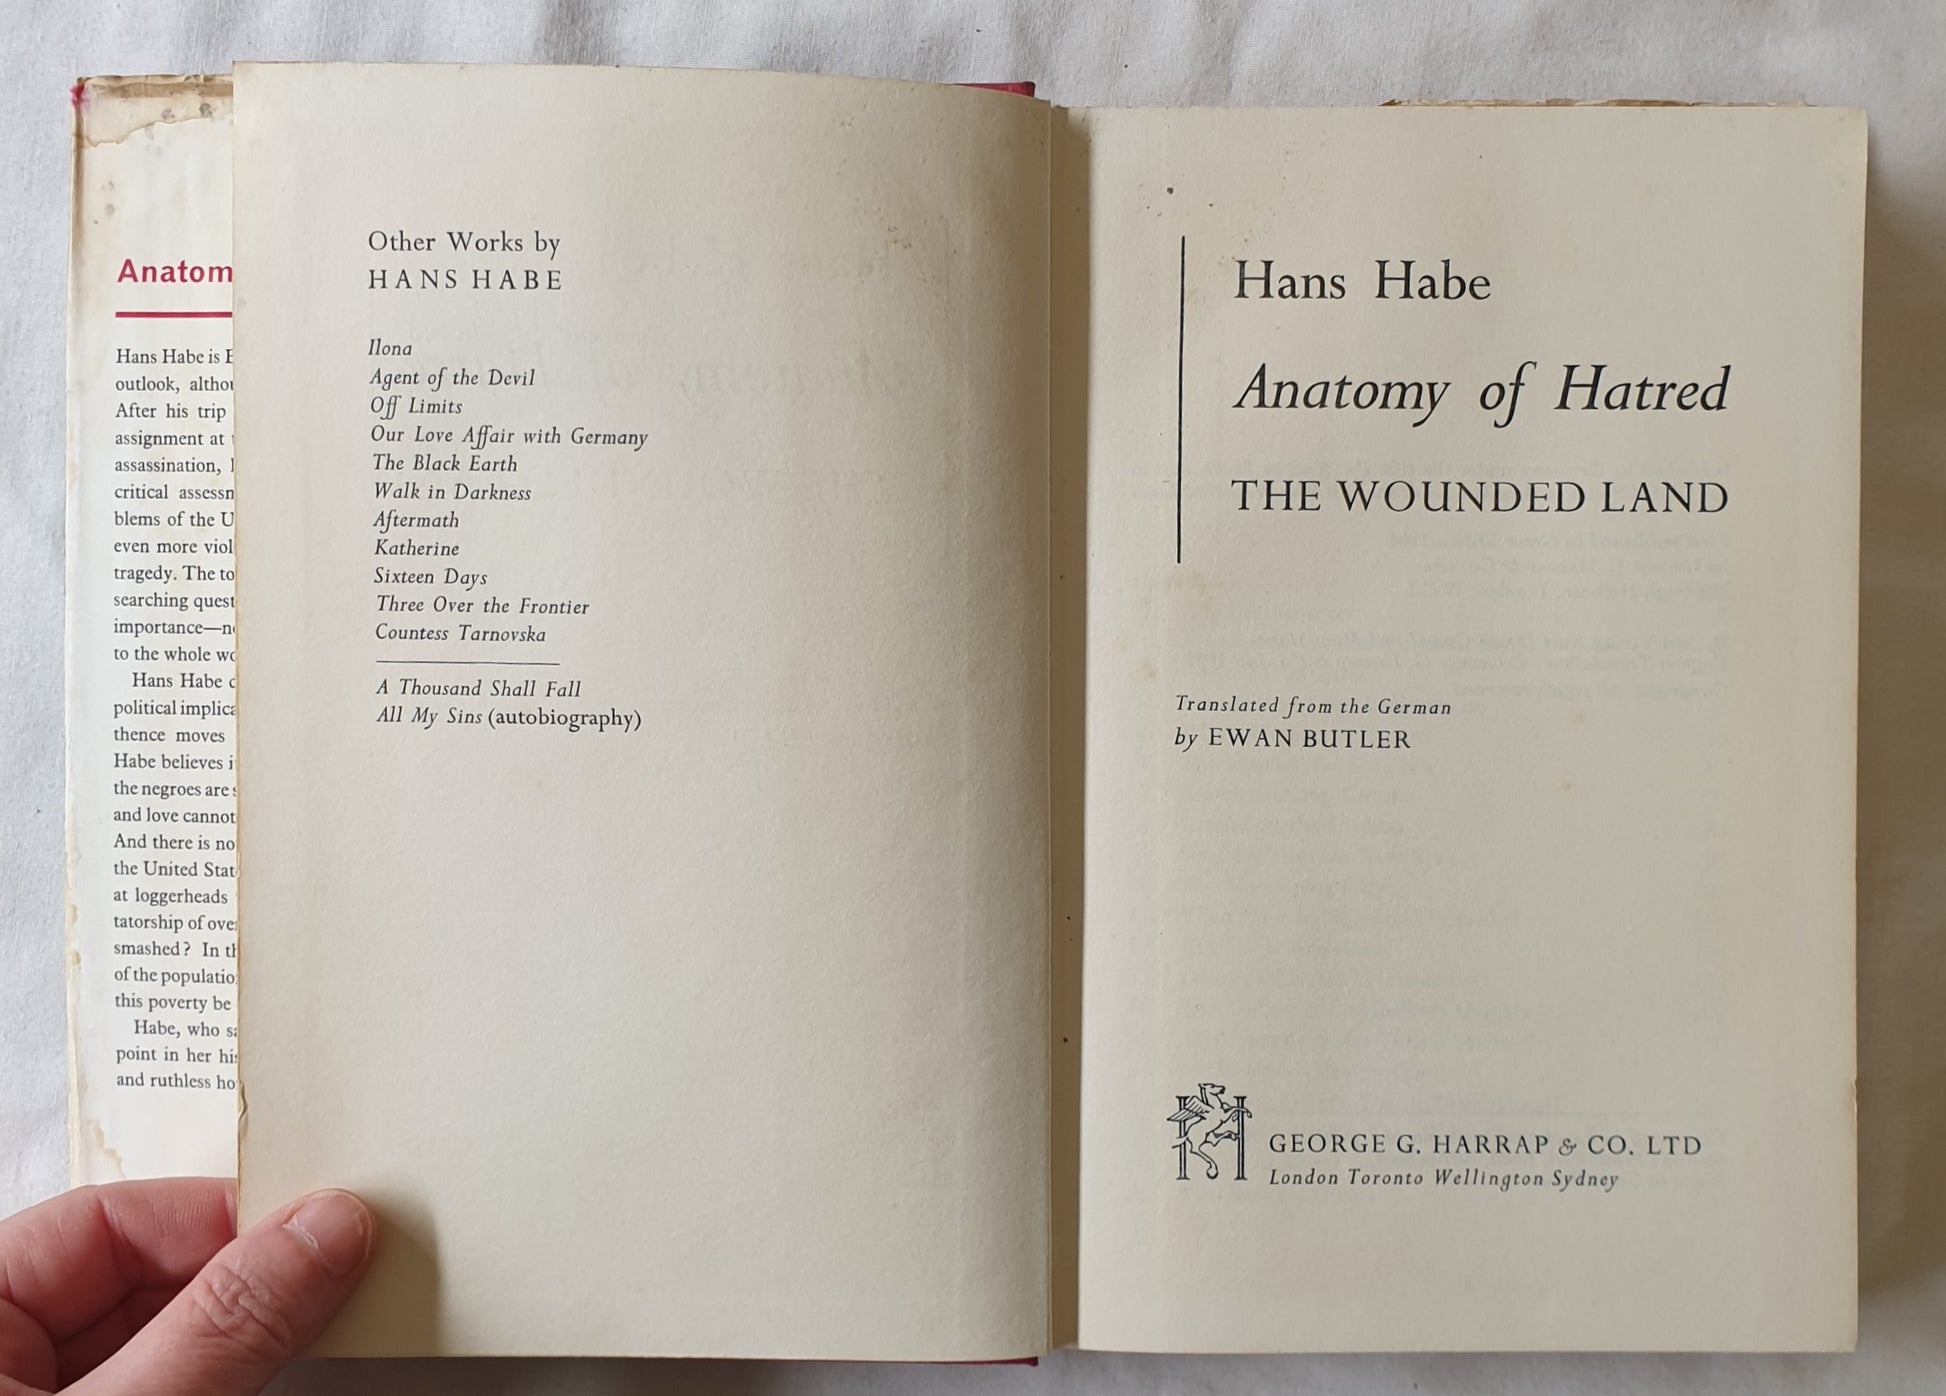 Anatom
Hans Habe is E
outlook, altho
After his trip
assignment at
assassination,
critical assessn
blems of the U
even more viol
tragedy. The to
searching quest
importance—n
to the whole wo
Hans Habe c
political implica
thence moves
Habe believes i
the negroes are s
and love cannot
And there is no
the United Stat
at loggerheads
tatorship of ove
smashed? In th
of the populatio
this poverty be
Habe, who sa
point in her his
and ruthless ho
Other Works by
HANS HABE
Ilona
Agent of the Devil
Off Limits
Our Love Affair with Germany
The Black Earth
Walk in Darkness
Aftermath
Katherine
Sixteen Days
Three Over the Frontier
Countess Tarnovska
A Thousand Shall Fall
All My Sins (autobiography)
Hans Habe
Anatomy of Hatred
THE WOUNDED LAND
Translated from the German
by EWAN BUTLER
H
GEORGE G. HARRAP & CO. LTD
London Toronto Wellington Sydney